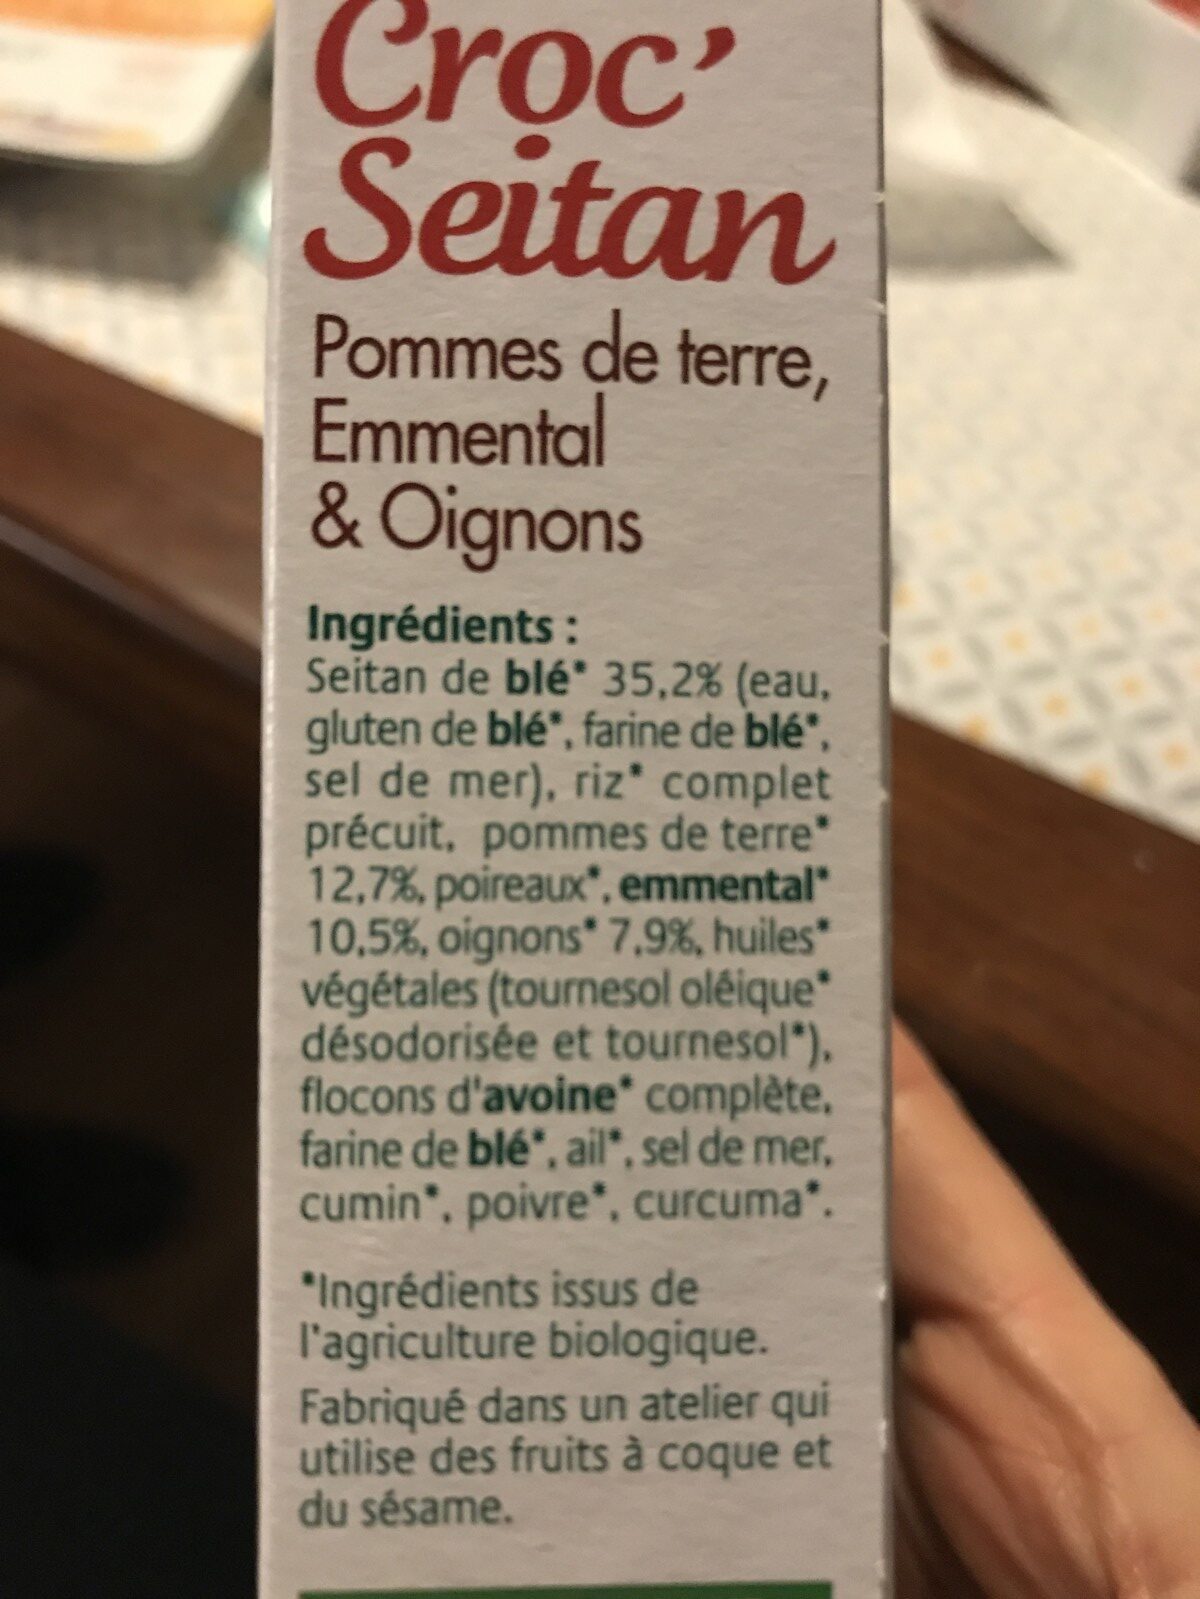 Croc'
Seitan
Pommes de terre,
Emmental
& Oignons
Ingrédients :
Seitan de blé* 35,2% (eau,
gluten de blé*, farine de blé*,
sel de mer), riz* complet
précuit, pommes de terre*
12,7%, poireaux*, emmental*
10,5%, oignons* 7,9%, huiles*
végétales (tournesol oléique*
désodorisée et tournesol*),
flocons d'avoine* complète,
farine de blé*, ail*, sel de mer,
cumin*, poivre*, curcuma*.
*Ingrédients issus de
l'agriculture biologique.
Fabriqué dans un atelier qui
utilise des fruits à coque et
du sésame.